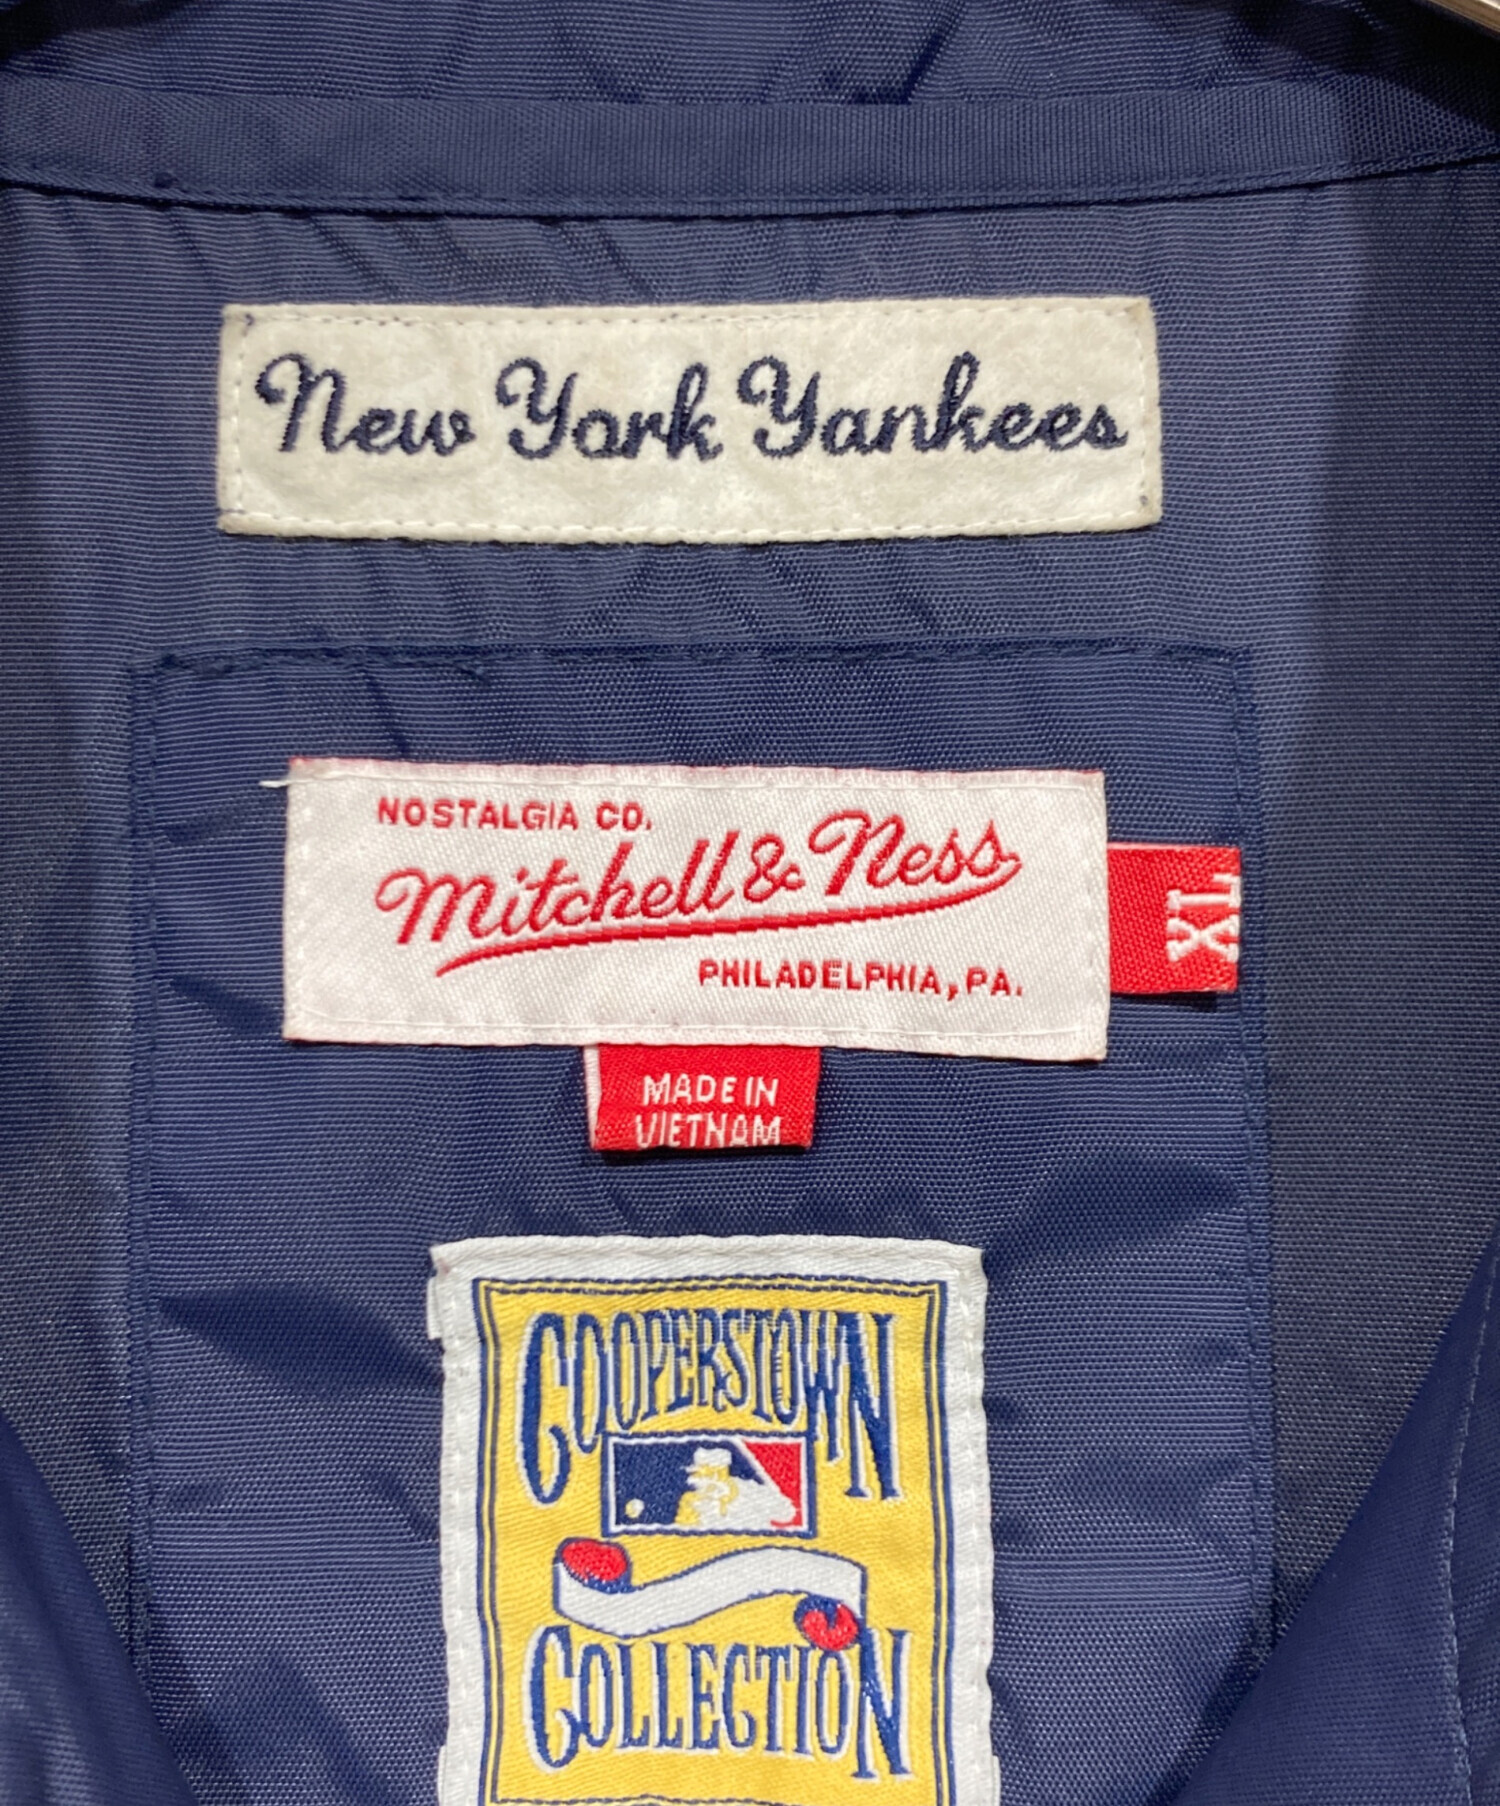 New York Yankees
NOSTALGIA CO.
Mitchell & Ness
PHILADELPHIA, PA.
XL
MADE IN
VIETNAM
COOPERSTOWN
COLLECTION